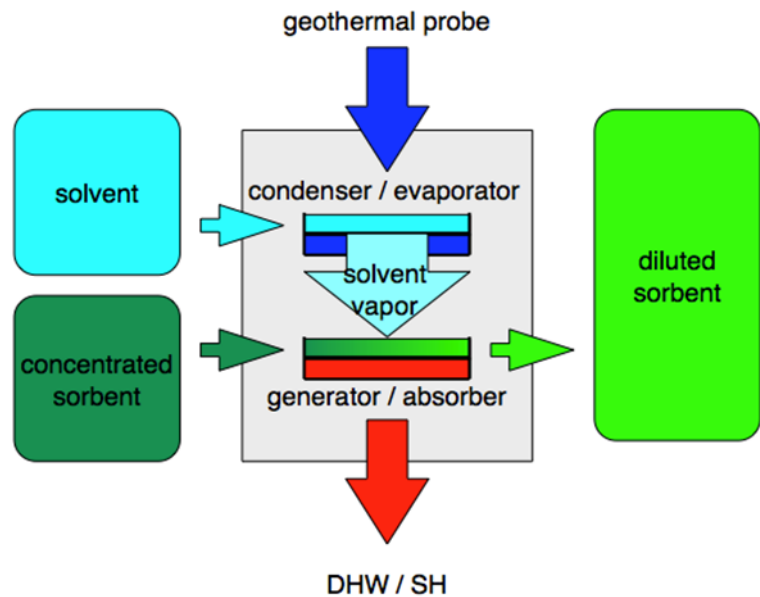 geothermal probe
solvent
condenser / evaporator
solvent
vapor
diluted
sorbent
concentrated
sorbent
generator / absorber
DHW / SH